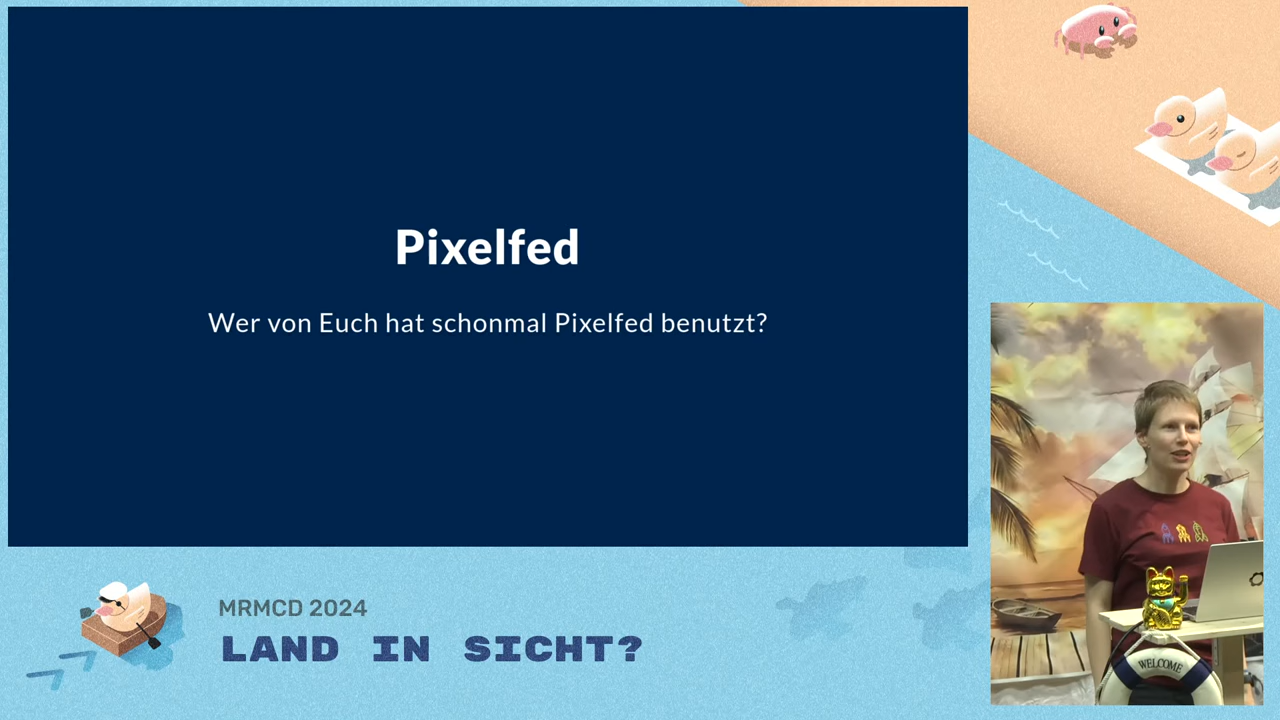 Pixelfed
Wer von Euch hat schonmal Pixelfed benutzt?
MRMCD 2024
LAND IN SICHT?
WELCOME